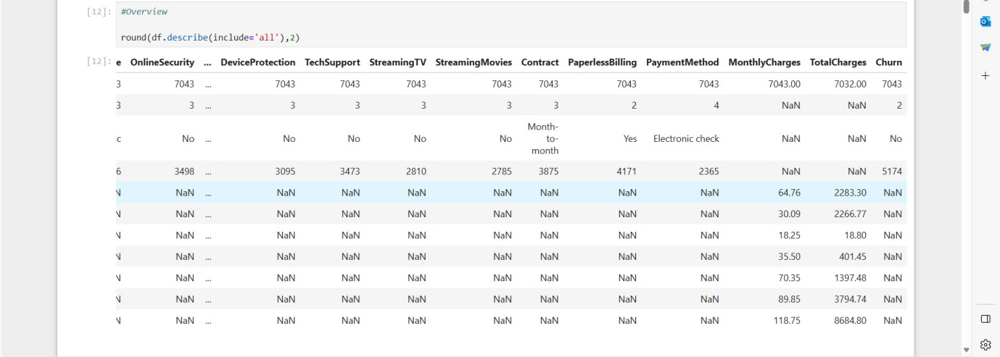 [12]: #Overview
round(df.describe(include='all'),2)
[12]: e OnlineSecurity ... DeviceProtection TechSupport StreamingTV StreamingMovies Contract PaperlessBilling PaymentMethod MonthlyCharges TotalCharges Churn
3 7043 ... 7043 7043 7043 7043 7043 7043 7043 7043.00 7032.00 7043
3 3 ... 3 3 3 3 3 2 4 NaN NaN 2
Month-
c No ... No No No No to- Yes Electronic check NaN NaN No
month
6 3498 ... 3095 3473 2810 2785 3875 4171 2365 NaN NaN 5174
N NaN ... NaN NaN NaN NaN NaN NaN NaN 64.76 2283.30 NaN
N NaN ... NaN NaN NaN NaN NaN NaN NaN 30.09 2266.77 NaN
N NaN ... NaN NaN NaN NaN NaN NaN NaN 18.25 18.80 NaN
N NaN ... NaN NaN NaN NaN NaN NaN NaN 35.50 401.45 NaN
N NaN ... NaN NaN NaN NaN NaN NaN NaN 70.35 1397.48 NaN
N NaN ... NaN NaN NaN NaN NaN NaN NaN 89.85 3794.74 NaN
N NaN ... NaN NaN NaN NaN NaN NaN NaN 118.75 8684.80 NaN